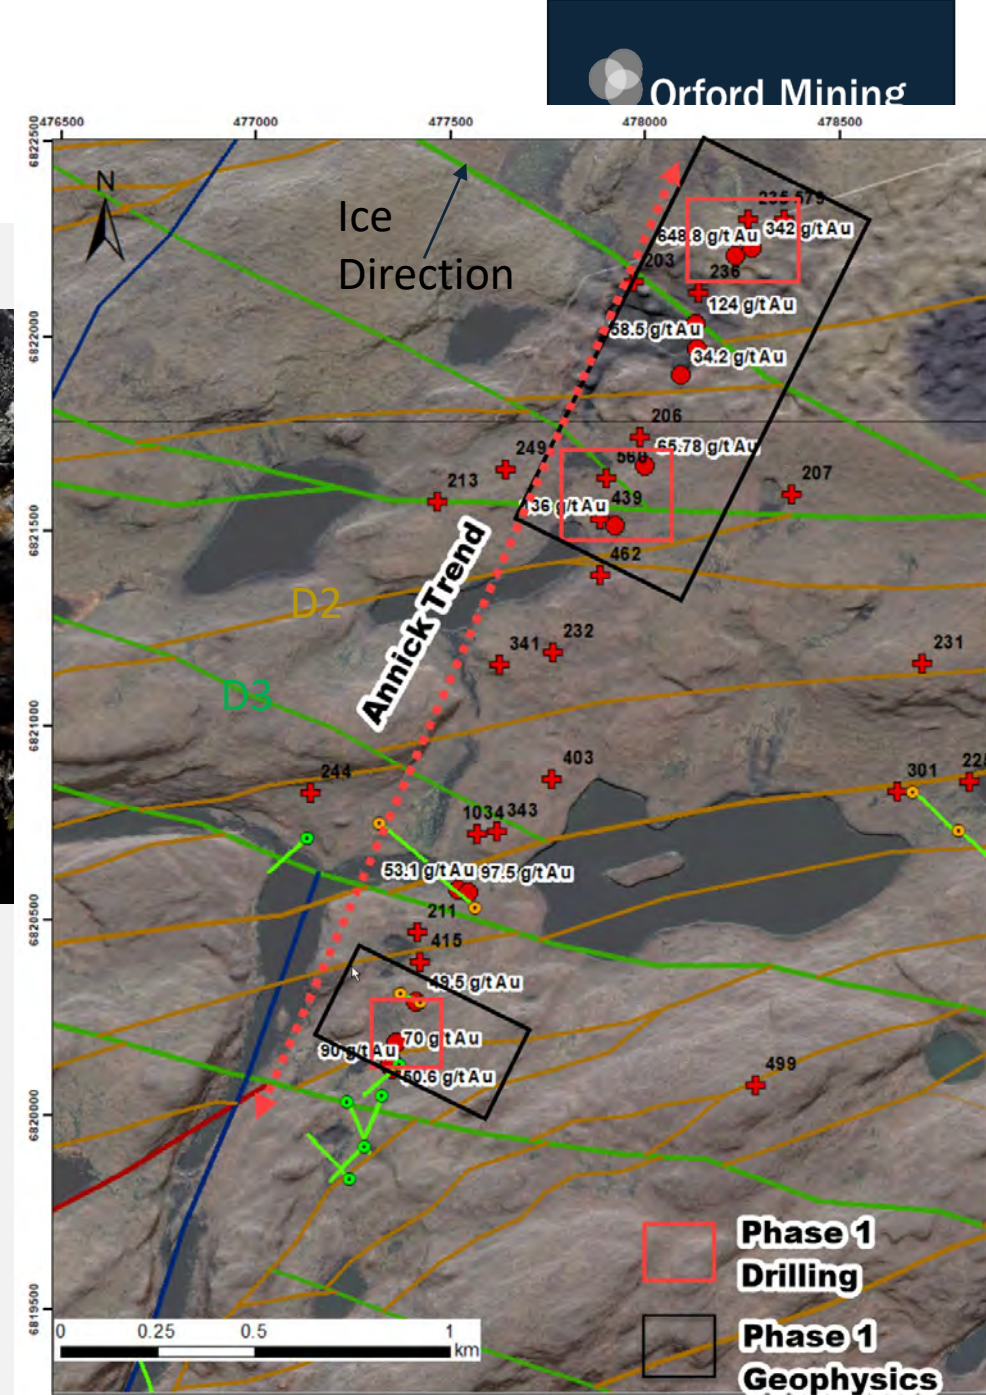 Orford Mining
476500 477000 477500 478000 478500
6822500
6822000
6821500
6821000
6820500
6820000
6819500
N
Ice
Direction
235 579
648.8 g/t Au
342 g/t Au
203
236
124 g/t Au
58.5 g/t Au
34.2 g/t Au
206
65.78 g/t Au
249
213
207
439
136 g/t Au
462
D2
Annick Trend
341
232
231
D3
403
244
301
1034 343
53.1 g/t Au
97.5 g/t Au
211
415
49.5 g/t Au
70 g/t Au
90 g/t Au
499
Phase 1
Drilling
Phase 1
Geophysics
0 0.25 0.5 1
km